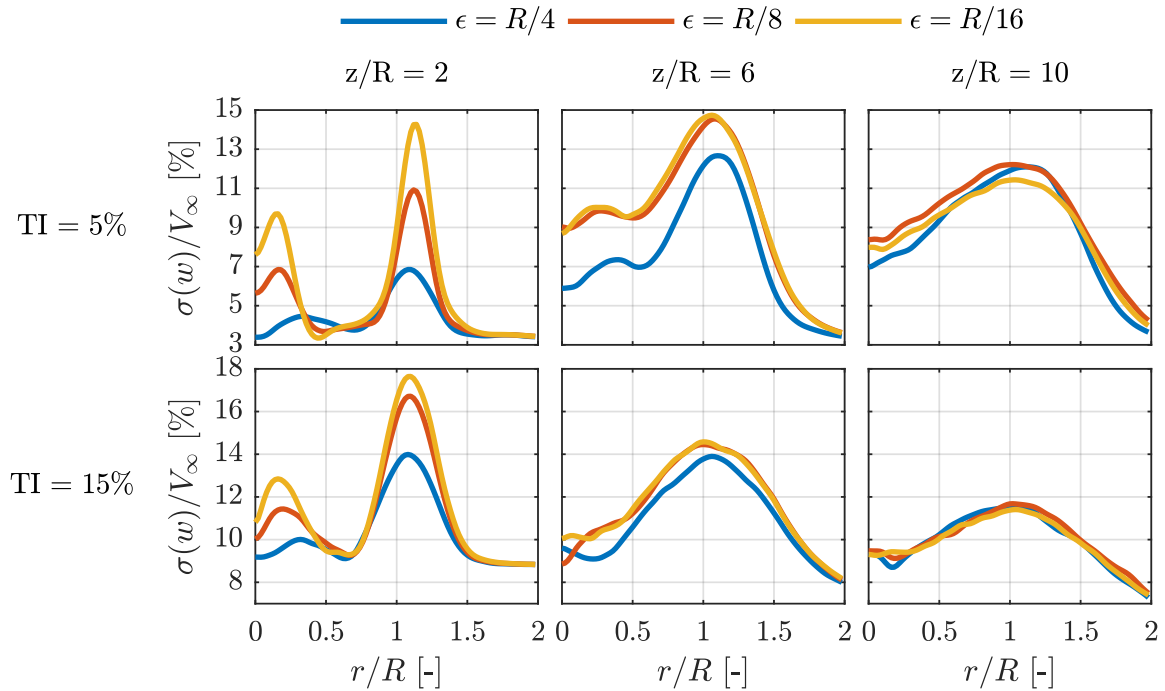 ϵ = R/4 ϵ = R/8 ϵ = R/16
z/R = 2 z/R = 6 z/R = 10
TI = 5%
σ(w)/V∞ [%]
15
13
11
9
7
5
3
TI = 15%
σ(w)/V∞ [%]
18
16
14
12
10
8
0 0.5 1 1.5 2 0 0.5 1 1.5 2 0 0.5 1 1.5 2
r/R [-] r/R [-] r/R [-]